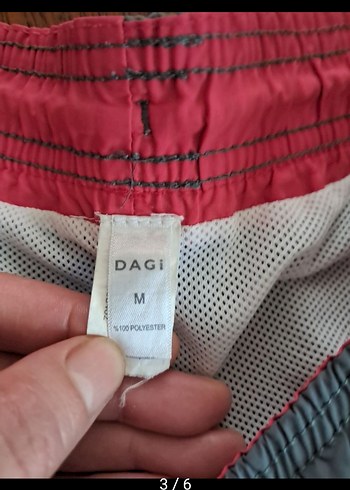 DAGi
M
%100 POLYESTER
3 / 6